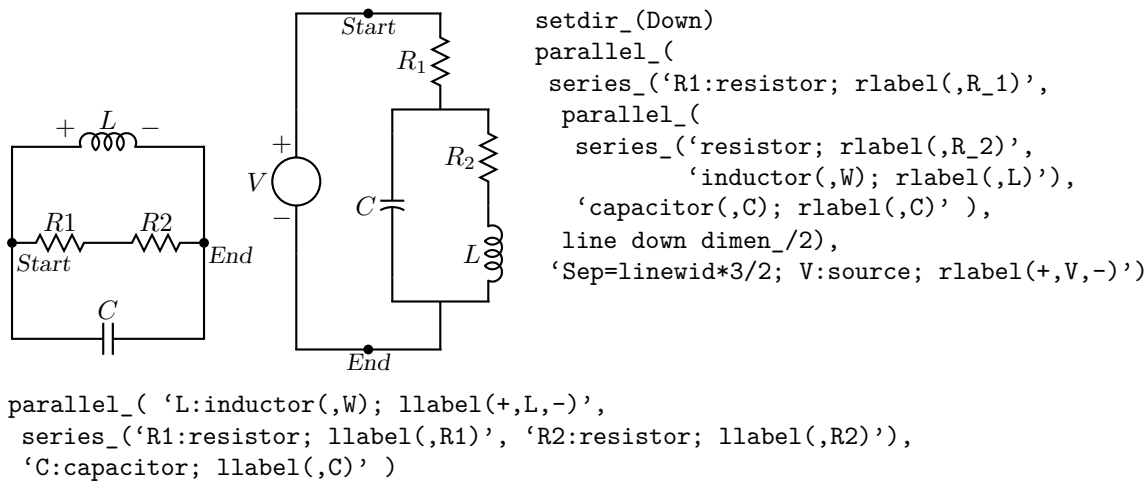 + L −
R1 R2
Start
End
C
Start
R1
+
V
−
R2
C
L
End
setdir_(Down)
parallel_(
series_(‘R1:resistor; rlabel(,R_1)’,
parallel_(
series_(‘resistor; rlabel(,R_2)’,
‘inductor(,W); rlabel(,L)’),
‘capacitor(,C); rlabel(,C)’ ),
line down dimen_/2),
‘Sep=linewid*3/2; V:source; rlabel(+,V,-)’)
parallel_( ‘L:inductor(,W); llabel(+,L,-)’,
series_(‘R1:resistor; llabel(,R1)’, ‘R2:resistor; llabel(,R2)’),
‘C:capacitor; llabel(,C)’ )